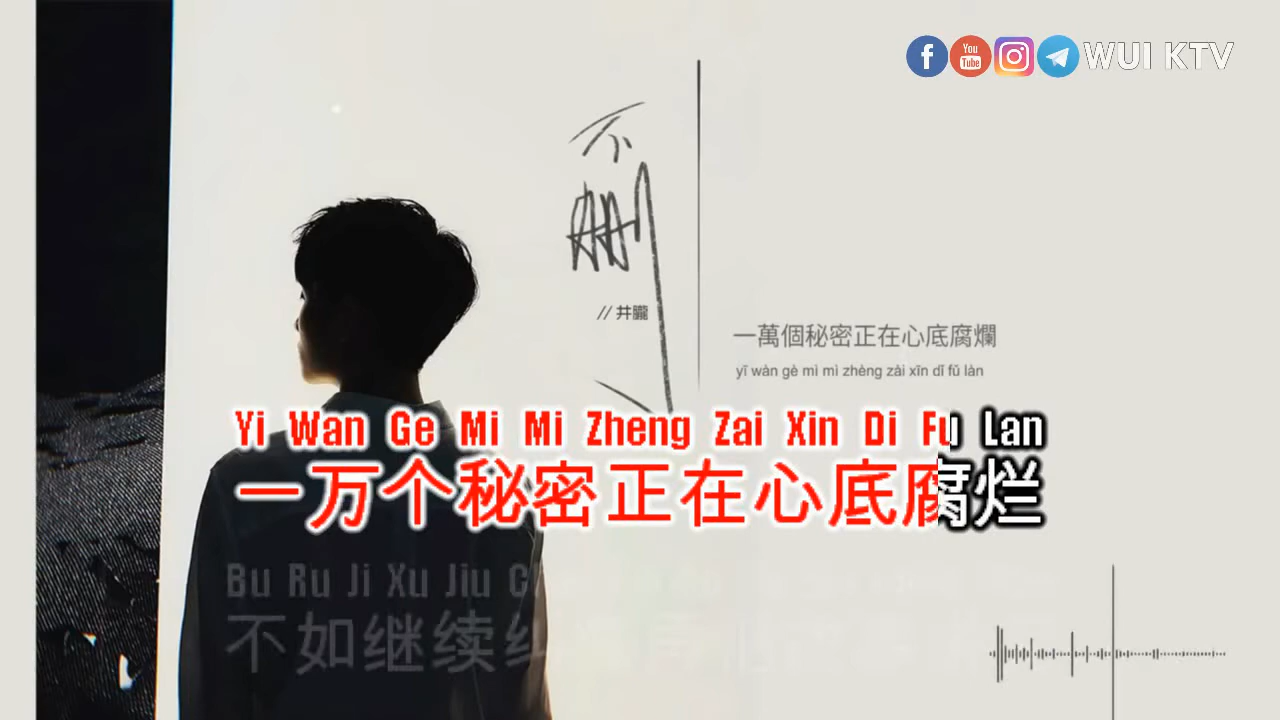 WUI KTV
不刪
// 井朧
一萬個秘密正在心底腐爛
yī wàn gè mì mì zhèng zài xīn dǐ fǔ làn
Yi Wan Ge Mi Mi Zheng Zai Xin Di Fu Lan
一万个秘密正在心底腐烂
Bu Ru Ji Xu Jiu
不如继续纠